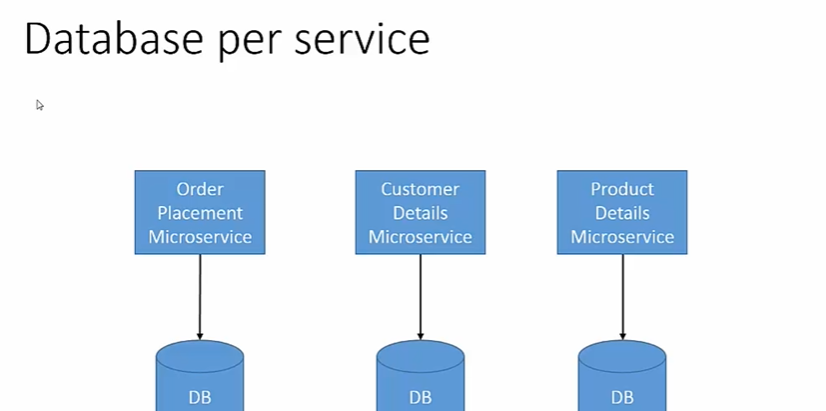 Database per service
Order
Placement
Microservice
Customer
Details
Microservice
Product
Details
Microservice
DB
DB
DB